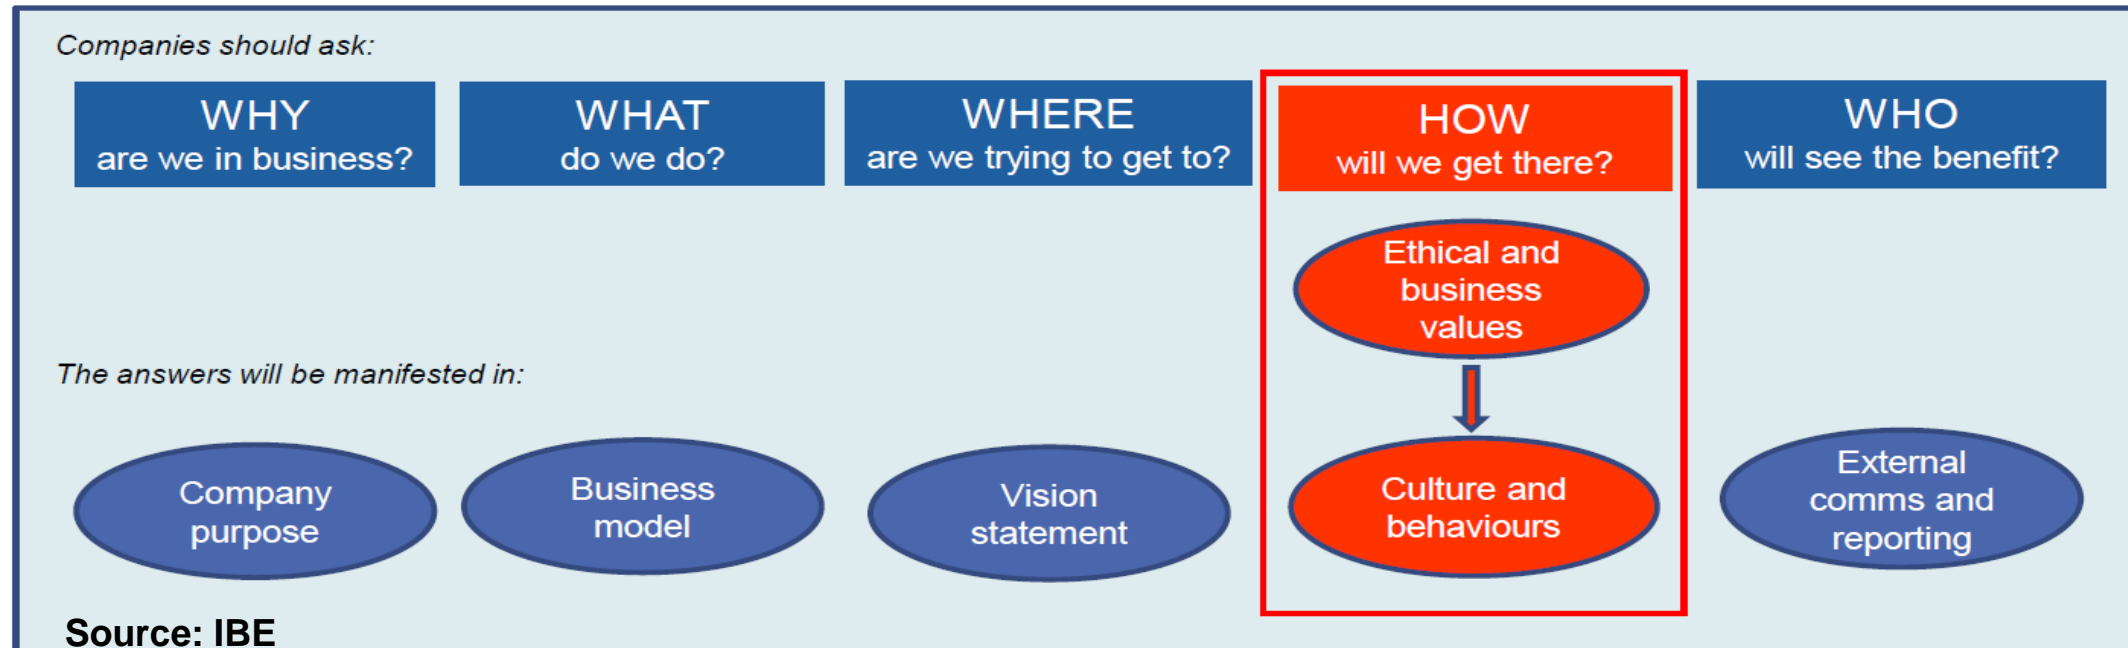 Companies should ask:
WHY
are we in business?
WHAT
do we do?
WHERE
are we trying to get to?
HOW
will we get there?
WHO
will see the benefit?
Ethical and
business
values
The answers will be manifested in:
Company
purpose
Business
model
Vision
statement
Culture and
behaviours
External
comms and
reporting
Source: IBE